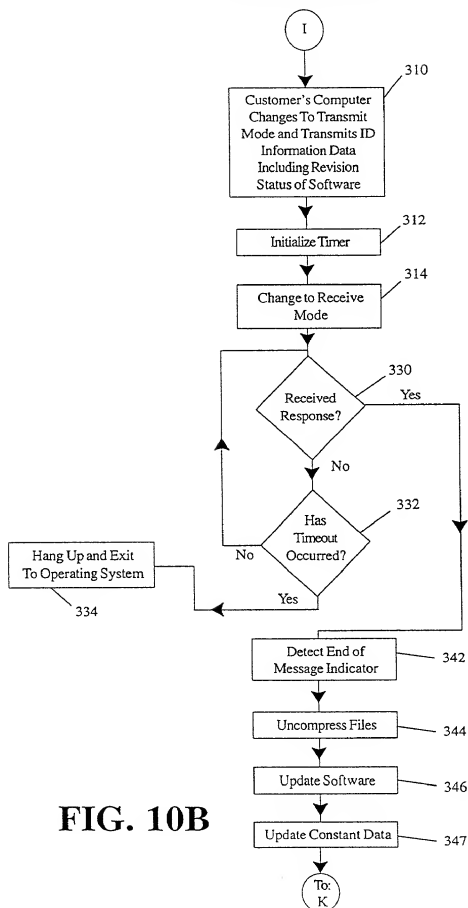 I
310
Customer's Computer
Changes To Transmit
Mode and Transmits ID
Information Data
Including Revision
Status of Software
312
Initialize Timer
314
Change to Receive
Mode
330
Received
Response?
Yes
No
332
Has
Timeout
Occurred?
No
Yes
Hang Up and Exit
To Operating System
334
Detect End of
Message Indicator
342
Uncompress Files
344
Update Software
346
Update Constant Data
347
FIG. 10B
To:
K